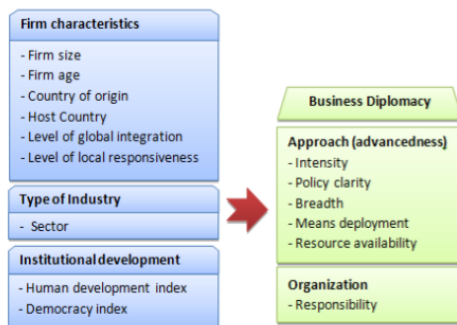 Firm characteristics
- Firm size
- Firm age
- Country of origin
- Host Country
- Level of global integration
- Level of local responsiveness
Type of Industry
- Sector
Institutional development
- Human development index
- Democracy index
Business Diplomacy
Approach (advancedness)
- Intensity
- Policy clarity
- Breadth
- Means deployment
- Resource availability
Organization
- Responsibility